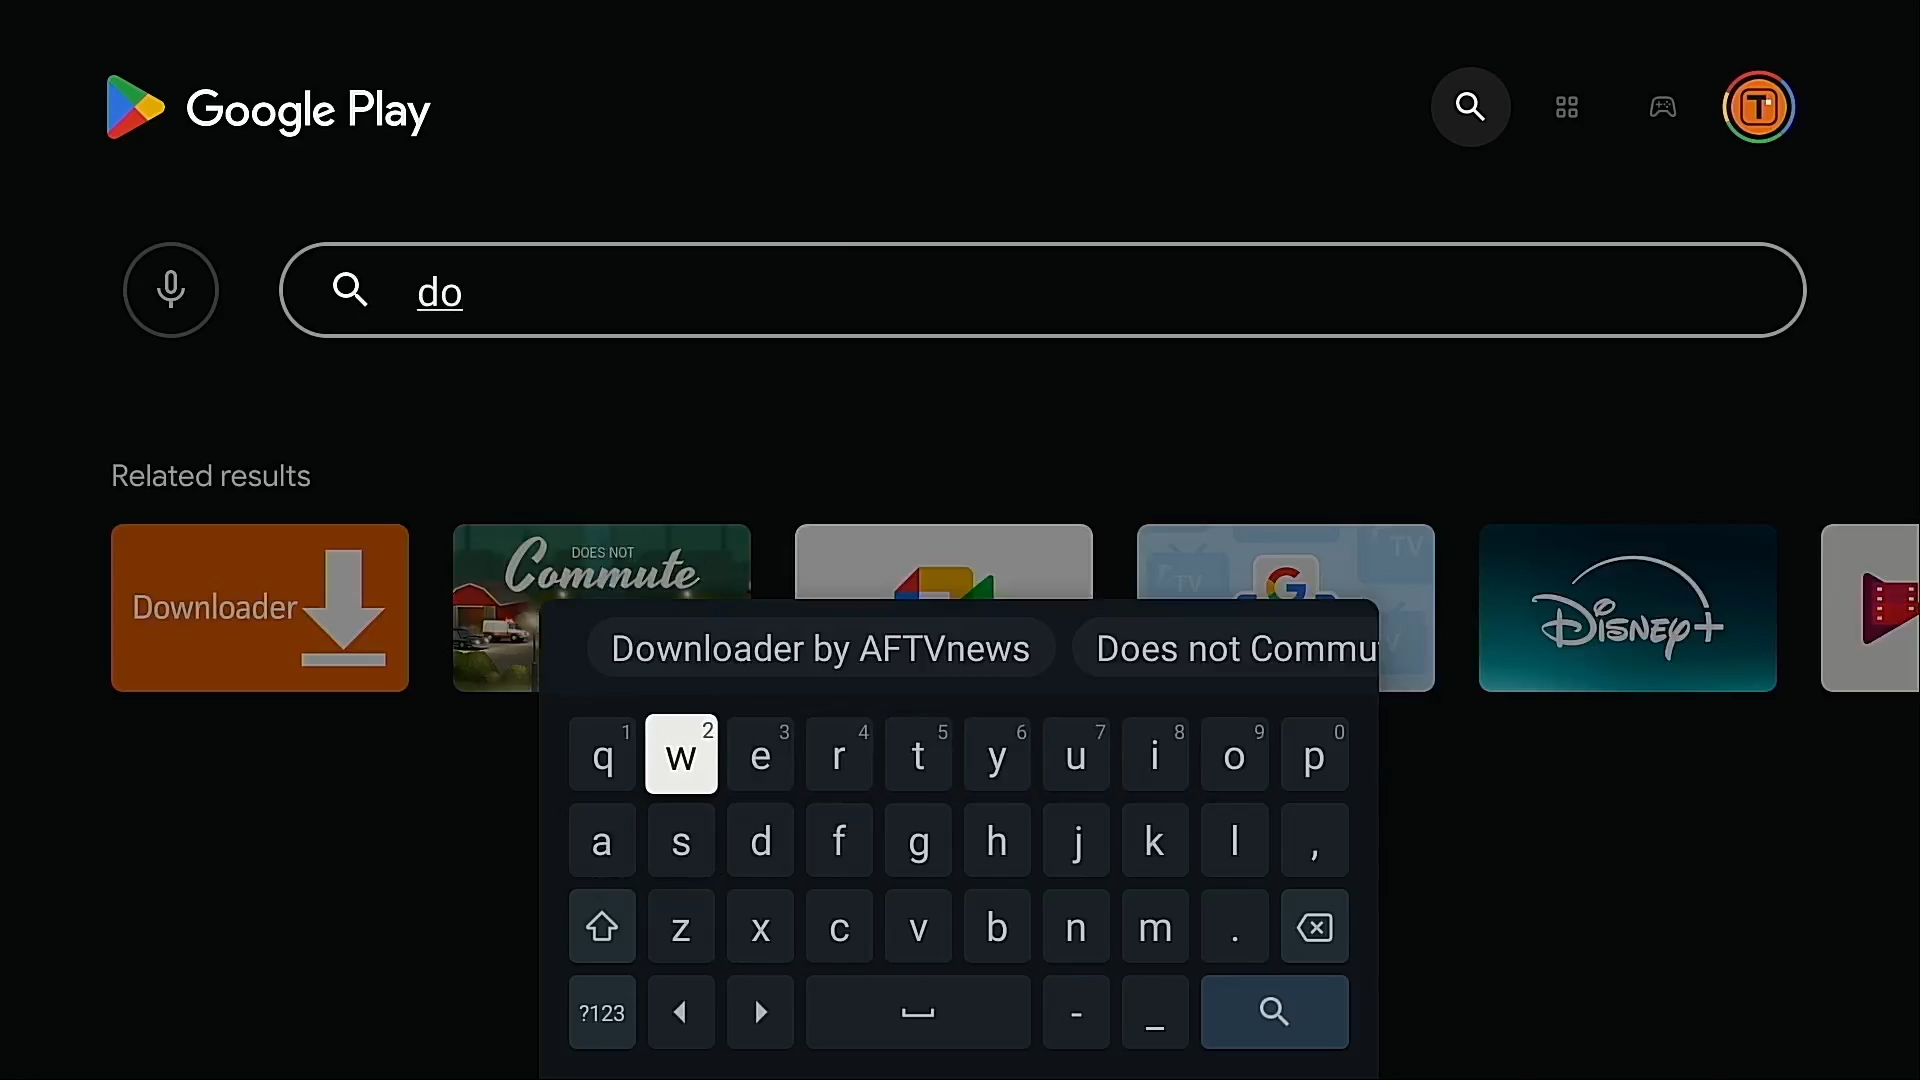 Google Play
T
do
Related results
Downloader
DOES NOT
Commute
TV
TV
G
Disney+
Downloader by AFTVnews
Does not Commu
q 1 w 2 e 3 r 4 t 5 y 6 u 7 i 8 o 9 p 0
a s d f g h j k l ,
z x c v b n m .
?123 - _